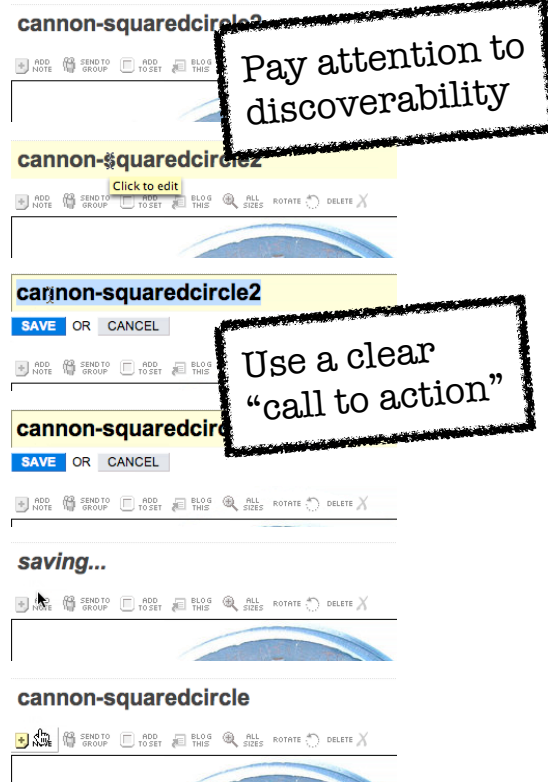 cannon-squaredcircle2
Pay attention to
discoverability
ADD NOTE SEND TO GROUP ADD TO SET BLOG THIS
cannon-squaredcircle2
Click to edit
ADD NOTE SEND TO GROUP ADD TO SET BLOG THIS ALL SIZES ROTATE DELETE
cannon-squaredcircle2
SAVE OR CANCEL
Use a clear
“call to action”
ADD NOTE SEND TO GROUP ADD TO SET BLOG
cannon-squaredcirc
SAVE OR CANCEL
ADD NOTE SEND TO GROUP ADD TO SET BLOG THIS ALL SIZES ROTATE DELETE
saving...
ADD NOTE SEND TO GROUP ADD TO SET BLOG THIS ALL SIZES ROTATE DELETE
cannon-squaredcircle
ADD NOTE SEND TO GROUP ADD TO SET BLOG THIS ALL SIZES ROTATE DELETE